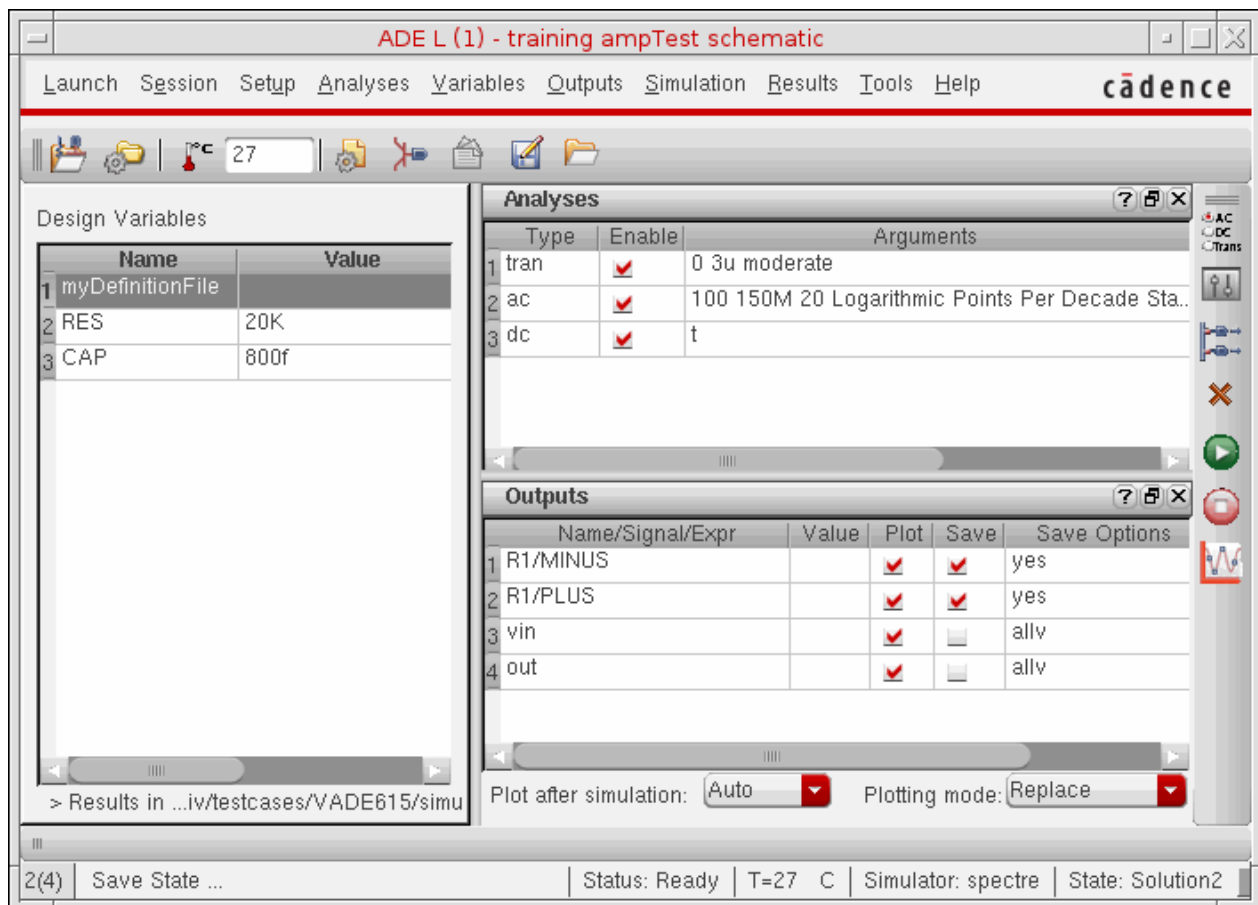 ADE L (1) - training ampTest schematic
Launch Session Setup Analyses Variables Outputs Simulation Results Tools Help cādence
°C 27
Design Variables
Name Value
1 myDefinitionFile
2 RES 20K
3 CAP 800f
> Results in ...iv/testcases/VADE615/simu
Analyses
Type Enable Arguments
1 tran 0 3u moderate
2 ac 100 150M 20 Logarithmic Points Per Decade Sta..
3 dc t
Outputs
Name/Signal/Expr Value Plot Save Save Options
1 R1/MINUS yes
2 R1/PLUS yes
3 vin allv
4 out allv
Plot after simulation: Auto Plotting mode: Replace
AC
DC
Trans
2(4) Save State ... Status: Ready T=27 C Simulator: spectre State: Solution2